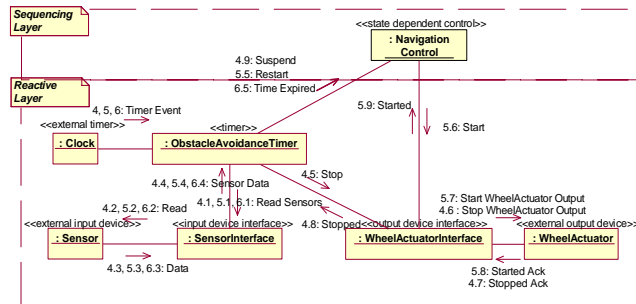 Sequencing
Layer
<<state dependent control>>
: Navigation
Control
4.9: Suspend
5.5: Restart
6.5: Time Expired
Reactive
Layer
4, 5, 6: Timer Event
5.9: Started
5.6: Start
<<external timer>>
<<timer>>
: Clock
: ObstacleAvoidanceTimer
4.5: Stop
4.4, 5.4, 6.4: Sensor Data
4.1, 5.1, 6.1: Read Sensors
4.2, 5.2, 6.2: Read
5.7: Start WheelActuator Output
4.6 : Stop WheelActuator Output
4.8: Stopped
<<external input device>>
<<input device interface>>
<<output device interface>>
<<external output device>>
: Sensor
: SensorInterface
: WheelActuatorInterface
: WheelActuator
4.3, 5.3, 6.3: Data
5.8: Started Ack
4.7: Stopped Ack